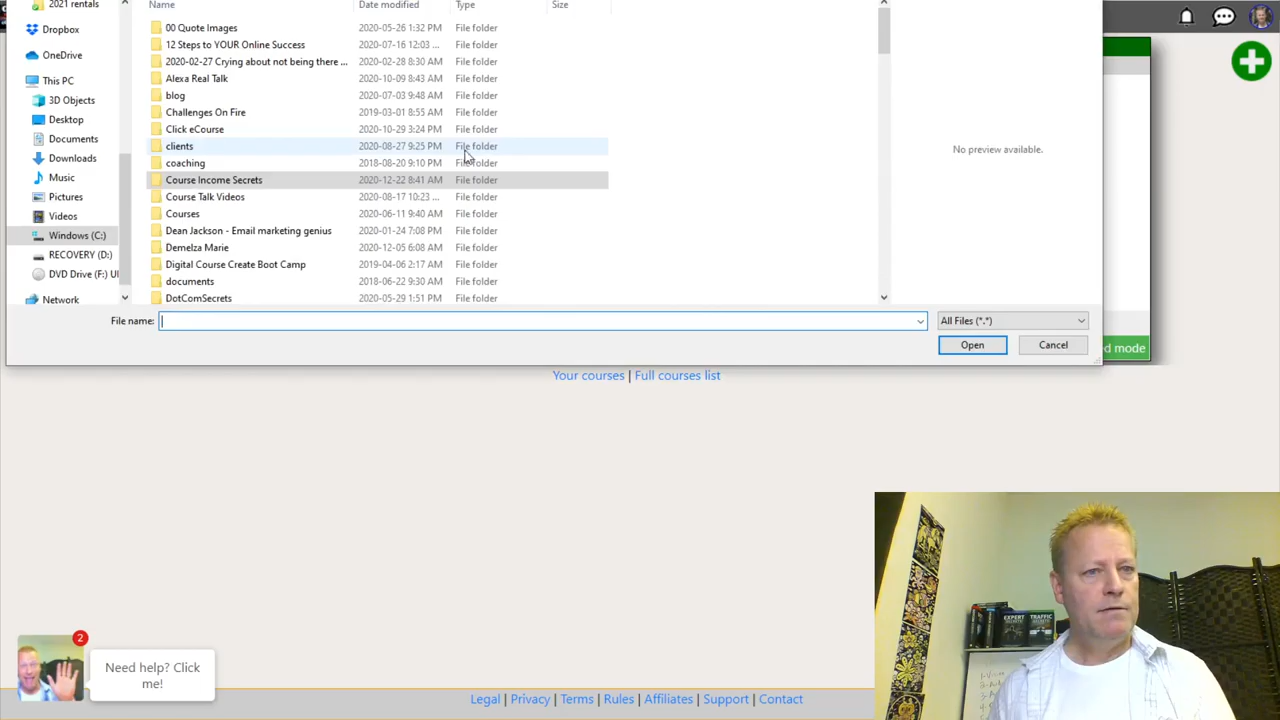 2021 rentals
Dropbox
OneDrive
This PC
3D Objects
Desktop
Documents
Downloads
Music
Pictures
Videos
Windows (C:)
RECOVERY (D:)
DVD Drive (F:) U
Network
Name Date modified Type Size
00 Quote Images 2020-05-26 1:32 PM File folder
12 Steps to YOUR Online Success 2020-07-16 12:03 ... File folder
2020-02-27 Crying about not being there ... 2020-02-28 8:30 AM File folder
Alexa Real Talk 2020-10-09 8:43 AM File folder
blog 2020-07-03 9:48 AM File folder
Challenges On Fire 2019-03-01 8:55 AM File folder
Click eCourse 2020-10-29 3:24 PM File folder
clients 2020-08-27 9:25 PM File folder
coaching 2018-08-20 9:10 PM File folder
Course Income Secrets 2020-12-22 8:41 AM File folder
Course Talk Videos 2020-08-17 10:23 ... File folder
Courses 2020-06-11 9:40 AM File folder
Dean Jackson - Email marketing genius 2020-01-24 7:08 PM File folder
Demelza Marie 2020-12-05 6:08 AM File folder
Digital Course Create Boot Camp 2019-04-06 2:17 AM File folder
documents 2018-06-22 9:30 AM File folder
DotComSecrets 2020-05-29 1:51 PM File folder
No preview available.
File name: All Files (*.*)
Open Cancel
d mode
Your courses | Full courses list
EXPERT SECRETS
TRAFFIC SECRETS
2
Need help? Click
me!
Legal | Privacy | Terms | Rules | Affiliates | Support | Contact